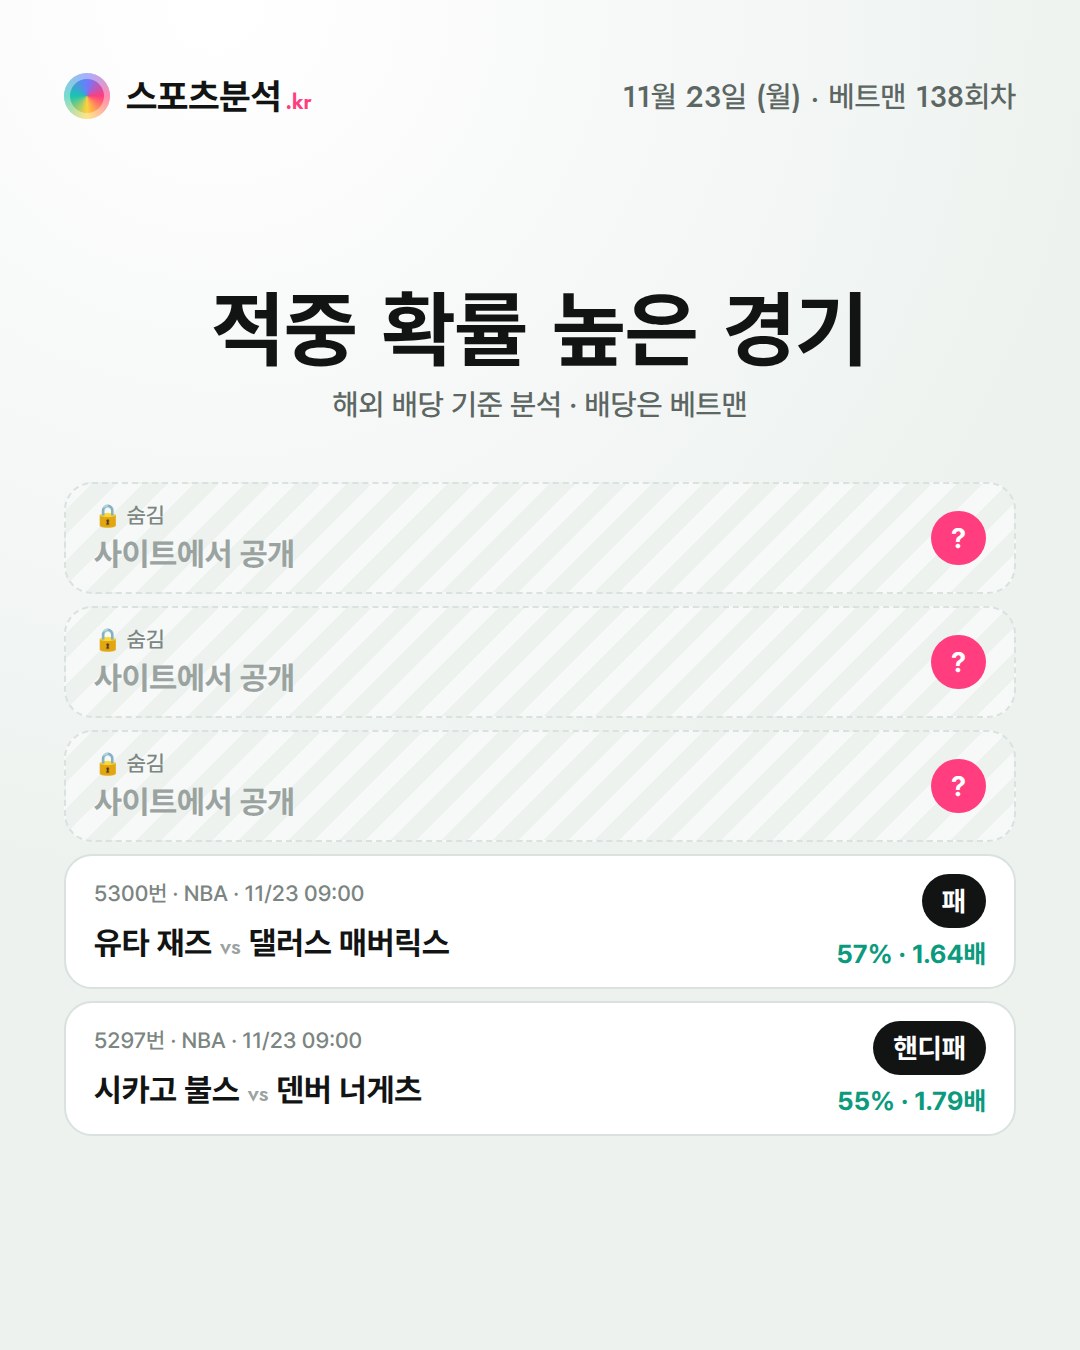 스포츠분석.kr
11월 23일 (월) · 베트맨 138회차
적중 확률 높은 경기
해외 배당 기준 분석 · 배당은 베트맨
🔒 숨김
사이트에서 공개
?
🔒 숨김
사이트에서 공개
?
🔒 숨김
사이트에서 공개
?
5300번 · NBA · 11/23 09:00
패
유타 재즈 vs 댈러스 매버릭스
57% · 1.64배
5297번 · NBA · 11/23 09:00
핸디패
시카고 불스 vs 덴버 너게츠
55% · 1.79배